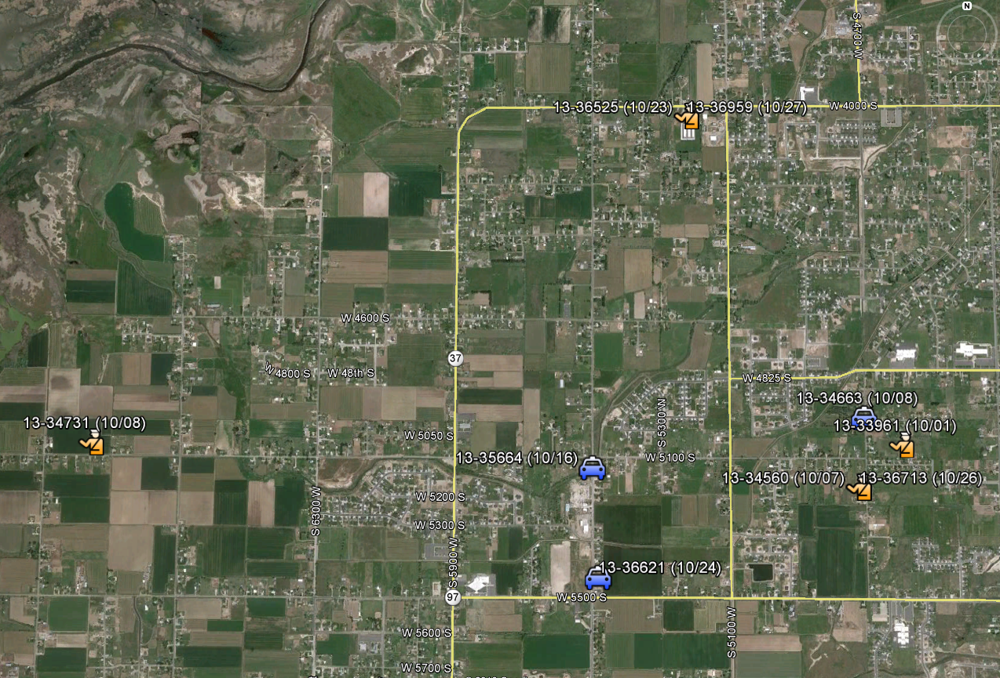 N
S 4700 W
13-36525 (10/23)
13-36959 (10/27)
W 4000 S
W 4600 S
37
W 4800 S
W 48th S
W 4825 S
13-34663 (10/08)
13-34731 (10/08)
13-33961 (10/01)
S 5300 W
W 5050 S
13-35664 (10/16)
W 5100 S
13-34560 (10/07)
13-36713 (10/26)
W 5200 S
S 6300 W
W 5300 S
S 5900 W
13-36621 (10/24)
97
W 5500 S
S 5100 W
W 5600 S
W 5700 S